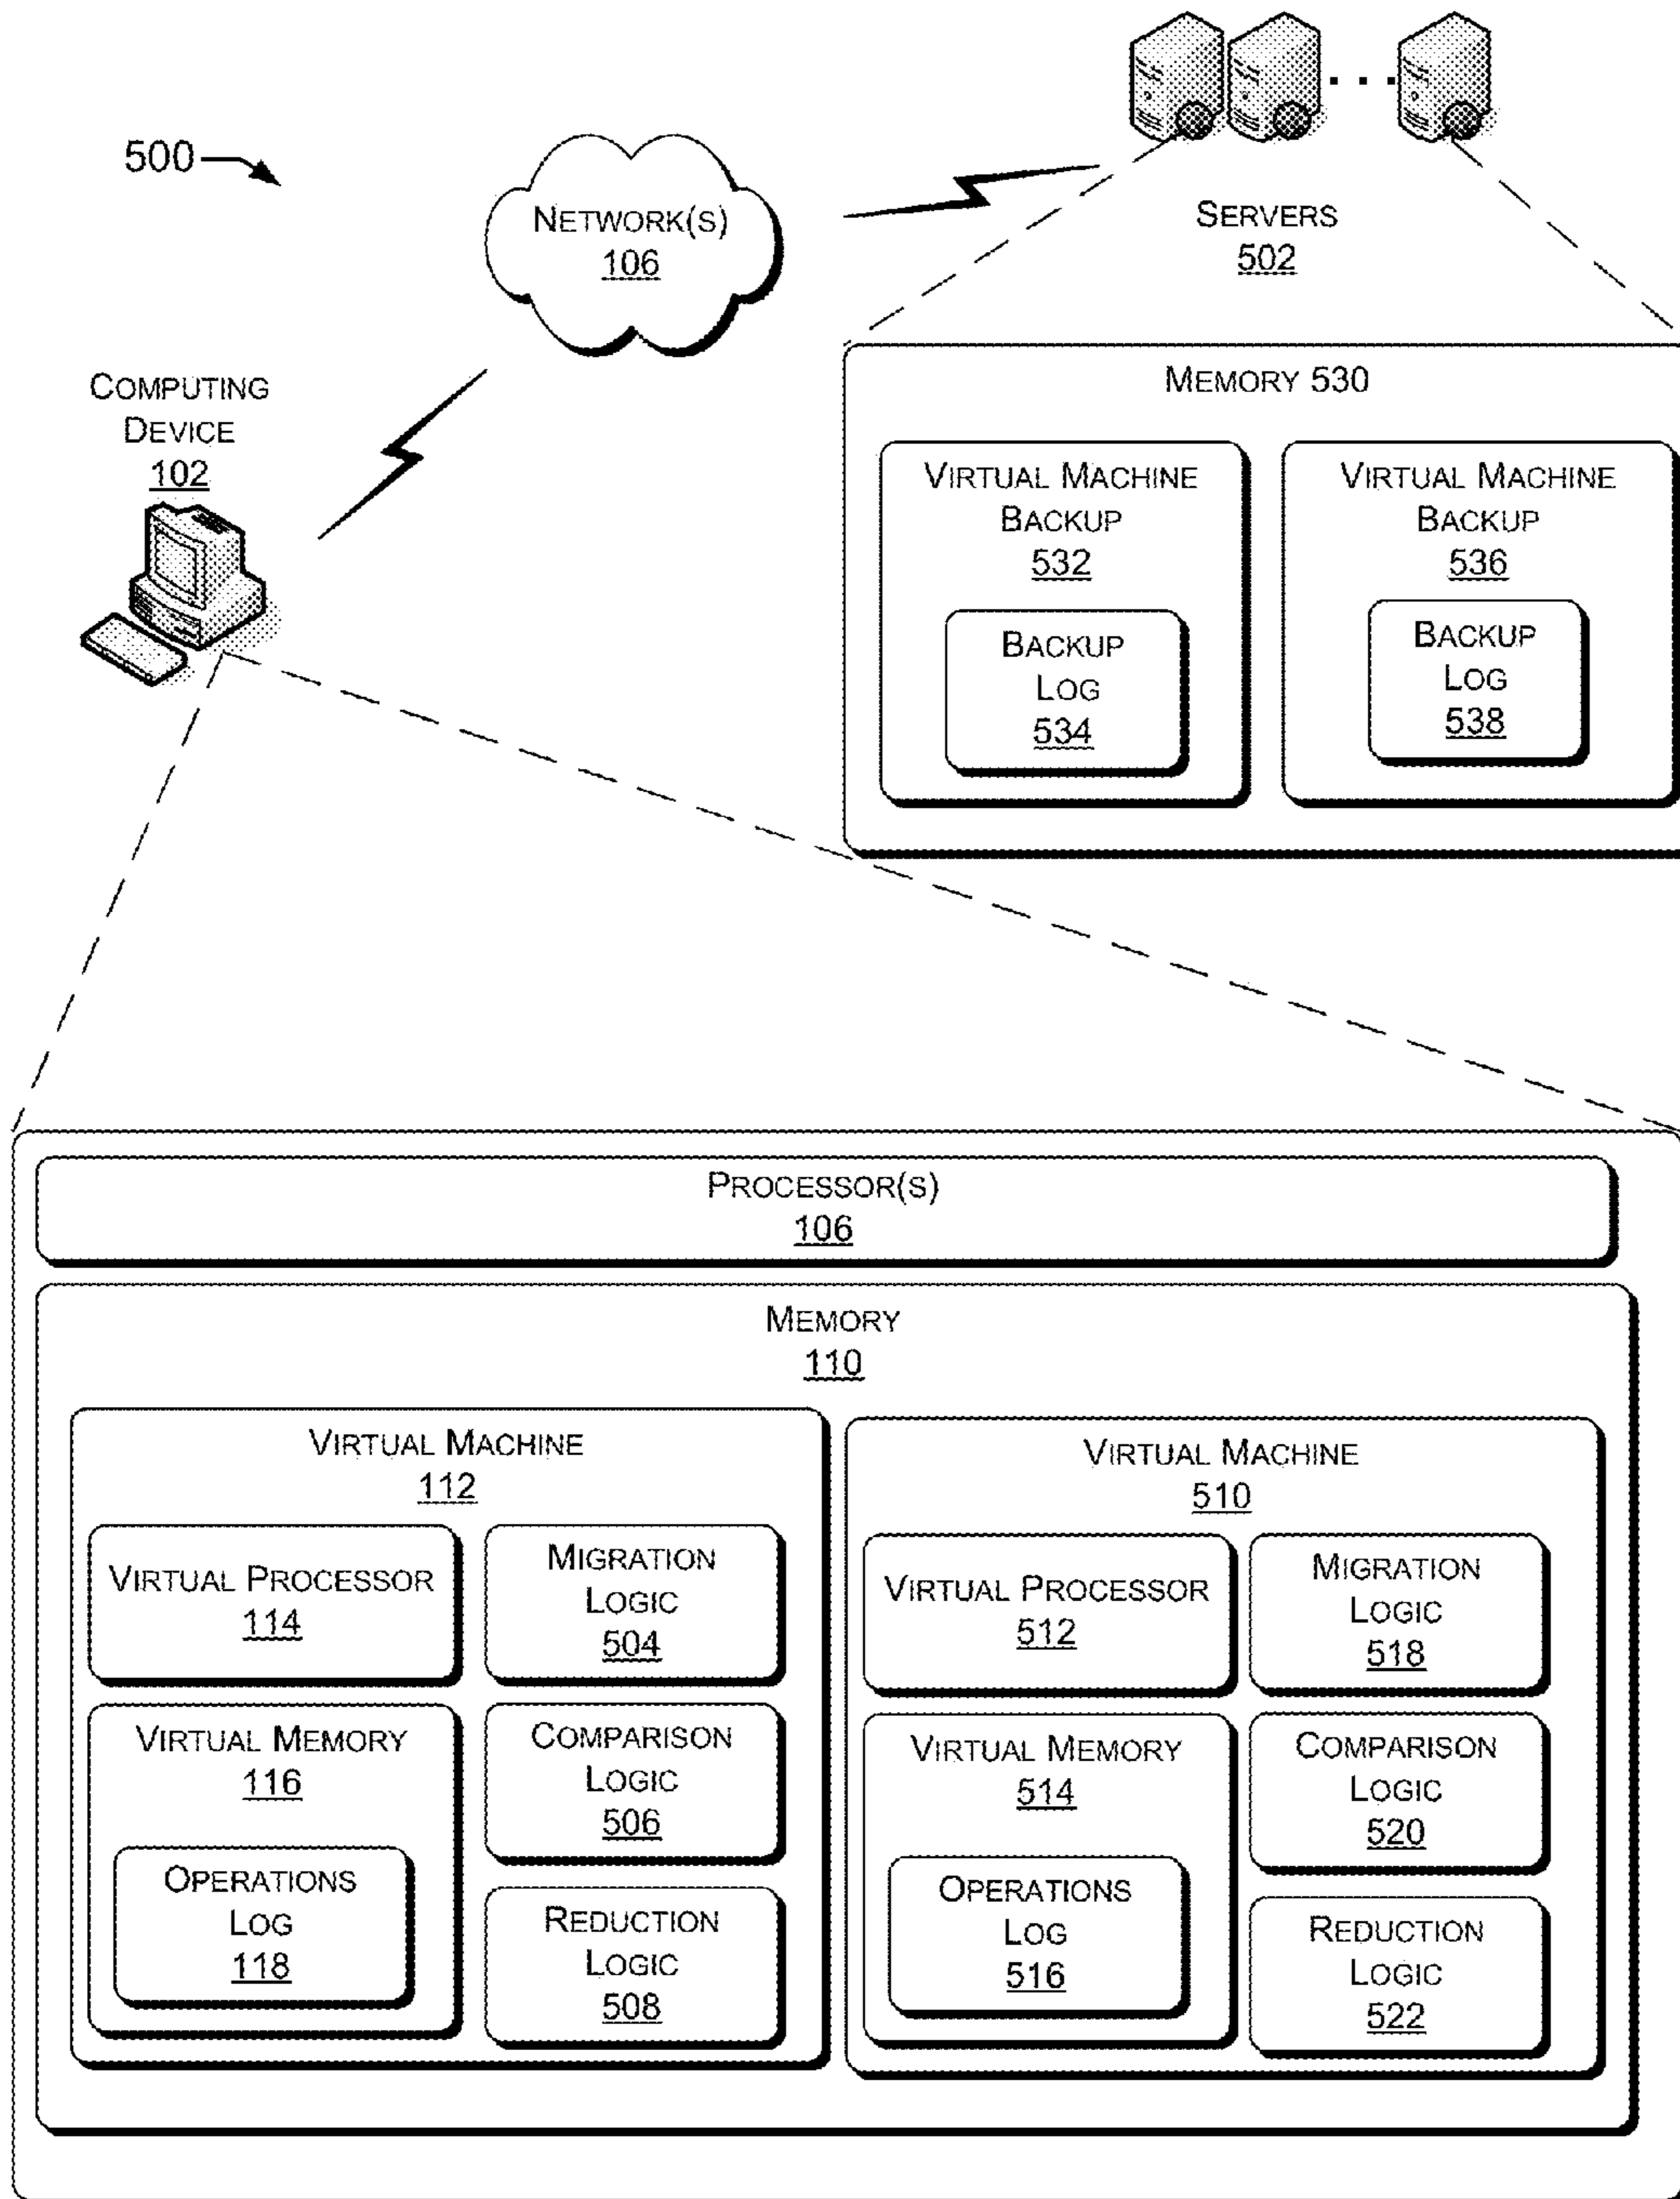 500
NETWORK(S)
106
SERVERS
502
COMPUTING
DEVICE
102
MEMORY 530
VIRTUAL MACHINE
BACKUP
532
BACKUP
LOG
534
VIRTUAL MACHINE
BACKUP
536
BACKUP
LOG
538
PROCESSOR(S)
106
MEMORY
110
VIRTUAL MACHINE
112
VIRTUAL PROCESSOR
114
MIGRATION
LOGIC
504
VIRTUAL MEMORY
116
OPERATIONS
LOG
118
COMPARISON
LOGIC
506
REDUCTION
LOGIC
508
VIRTUAL MACHINE
510
VIRTUAL PROCESSOR
512
MIGRATION
LOGIC
518
VIRTUAL MEMORY
514
OPERATIONS
LOG
516
COMPARISON
LOGIC
520
REDUCTION
LOGIC
522